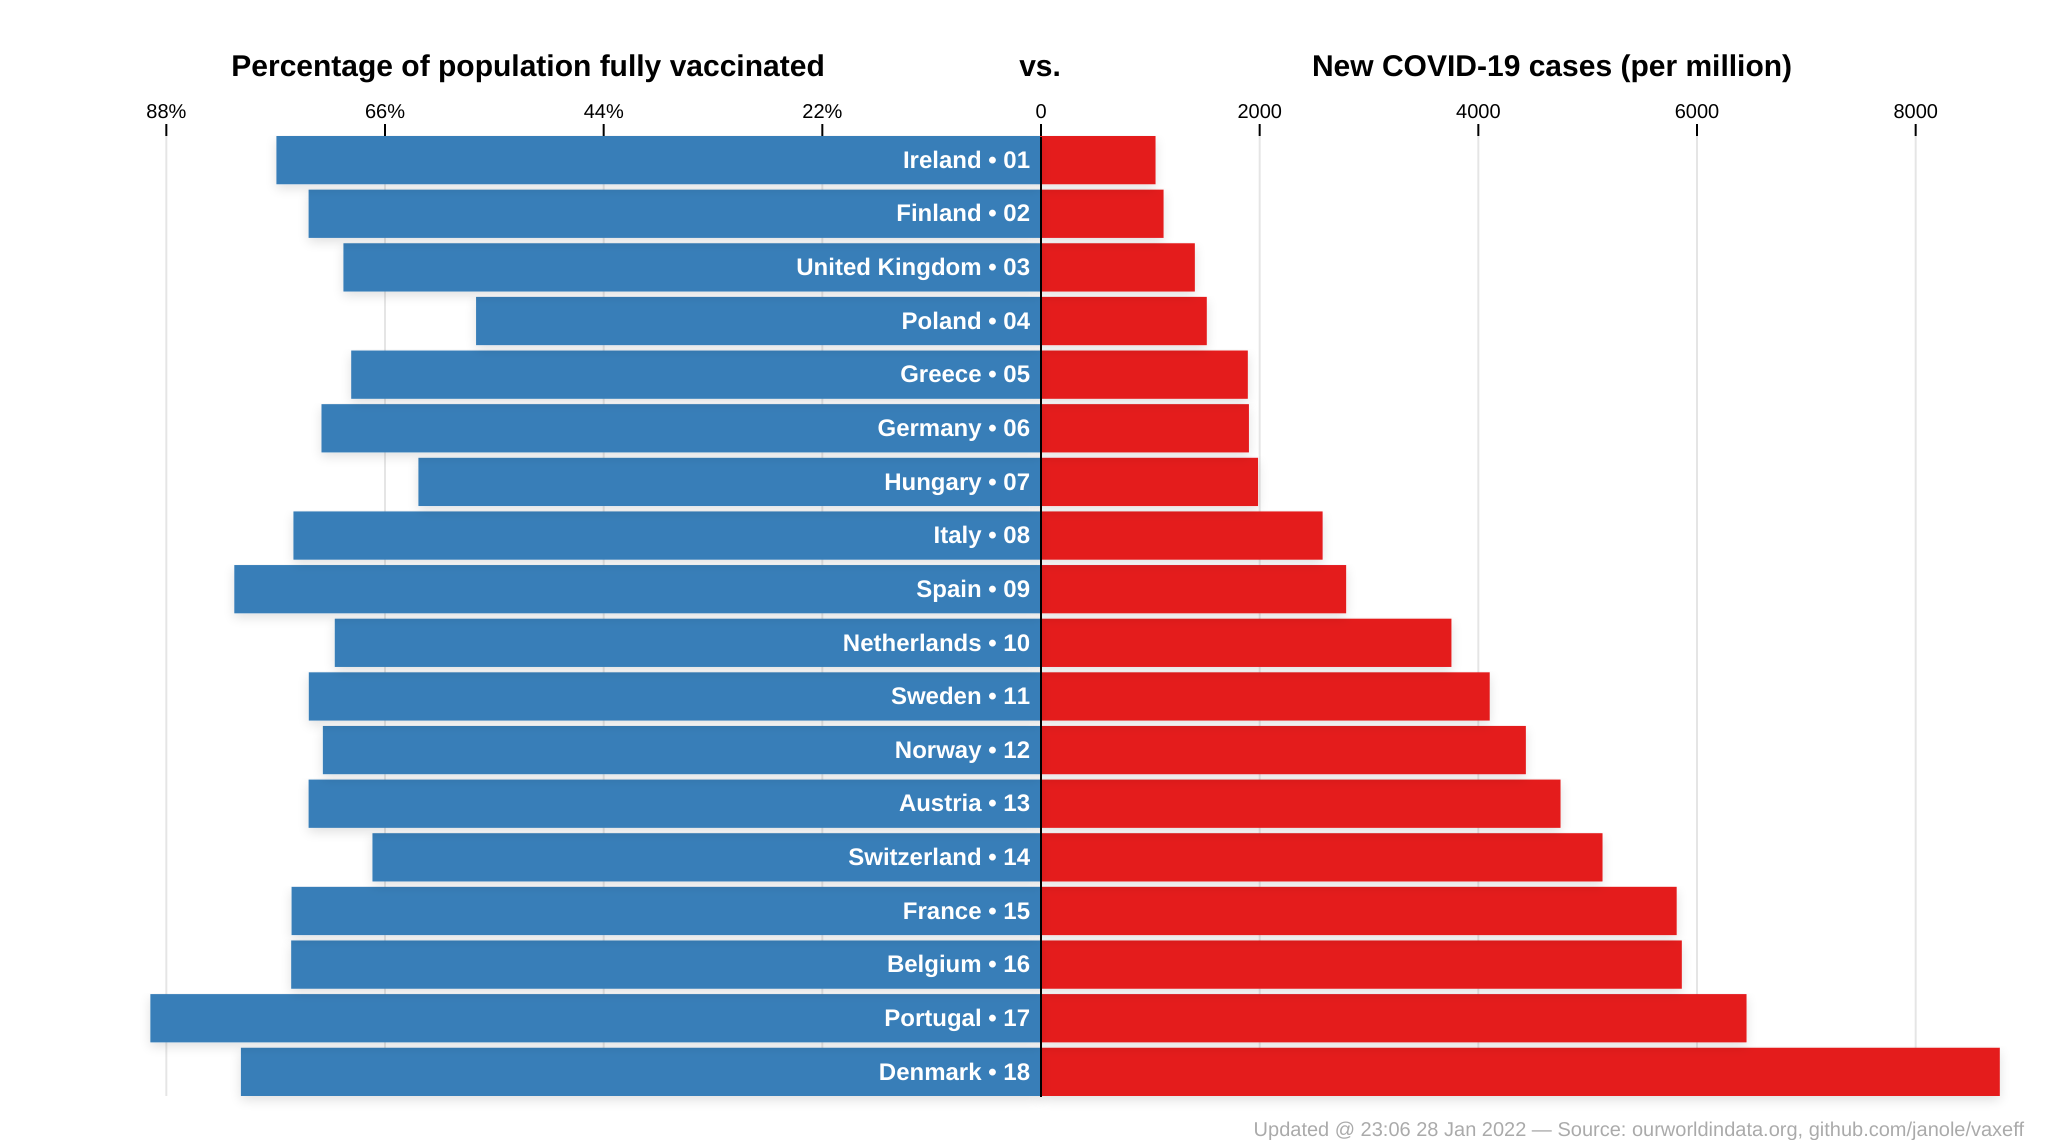 Percentage of population fully vaccinated vs. New COVID-19 cases (per million)
88% 66% 44% 22% 0 2000 4000 6000 8000
Ireland • 01
Finland • 02
United Kingdom • 03
Poland • 04
Greece • 05
Germany • 06
Hungary • 07
Italy • 08
Spain • 09
Netherlands • 10
Sweden • 11
Norway • 12
Austria • 13
Switzerland • 14
France • 15
Belgium • 16
Portugal • 17
Denmark • 18
Updated @ 23:06 28 Jan 2022 — Source: ourworldindata.org, github.com/janole/vaxeff